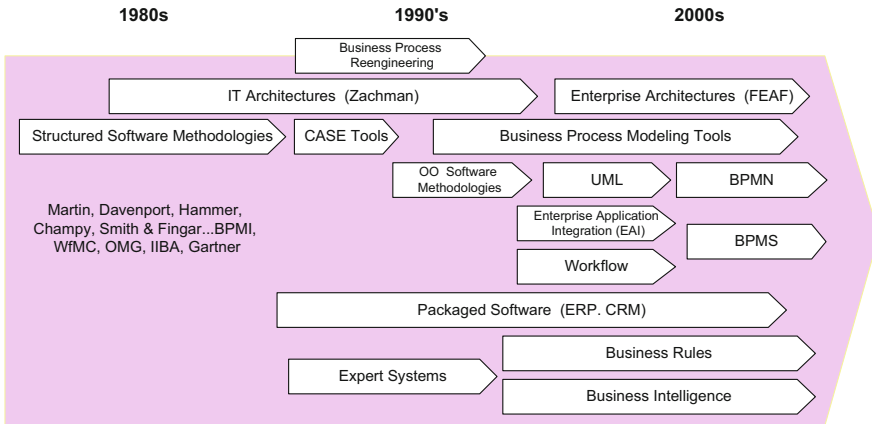 1980s
1990's
2000s
Business Process
Reengineering
IT Architectures (Zachman)
Enterprise Architectures (FEAF)
Structured Software Methodologies
CASE Tools
Business Process Modeling Tools
OO Software
Methodologies
UML
BPMN
Martin, Davenport, Hammer,
Champy, Smith & Fingar...BPMI,
WfMC, OMG, IIBA, Gartner
Enterprise Application
Integration (EAI)
BPMS
Workflow
Packaged Software (ERP. CRM)
Business Rules
Expert Systems
Business Intelligence